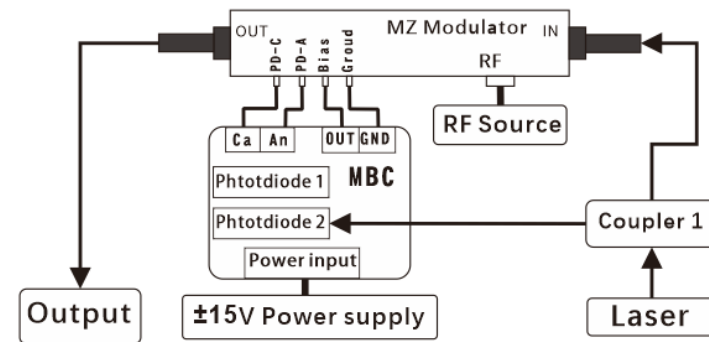 OUT
MZ Modulator
IN
PD-C
PD-A
Bias
Groud
RF
RF Source
Ca
An
OUT
GND
MBC
Phtotdiode 1
Phtotdiode 2
Power input
Coupler 1
Output
±15V Power supply
Laser